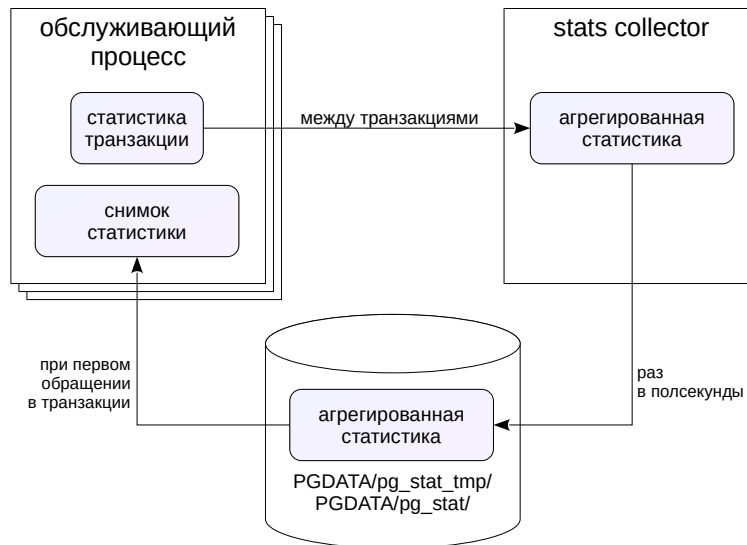 обслуживающий
процесс
статистика
транзакции
снимок
статистики
между транзакциями
stats collector
агрегированная
статистика
при первом
обращении
в транзакции
раз
в полсекунды
агрегированная
статистика
PGDATA/pg_stat_tmp/
PGDATA/pg_stat/